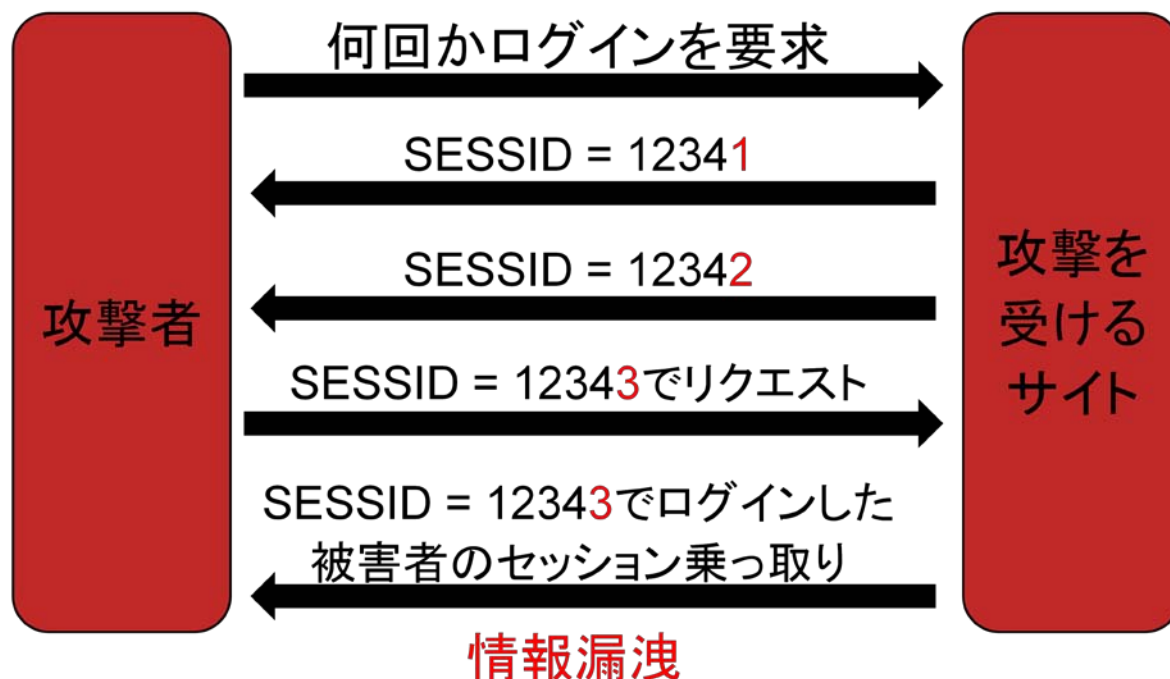 何回かログインを要求
SESSID = 12341
SESSID = 12342
攻撃者
攻撃を
受ける
サイト
SESSID = 12343でリクエスト
SESSID = 12343でログインした
被害者のセッション乗っ取り
情報漏洩